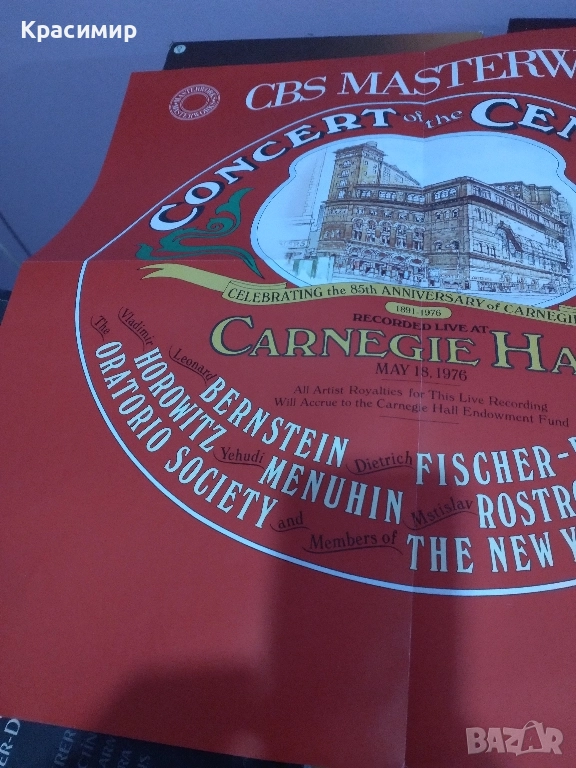 Красимир
CBS MASTERW
CONCERT of the CEN
CELEBRATING the 85th ANNIVERSARY of CARNEGIE
1891-1976
RECORDED LIVE AT
CARNEGIE HA
MAY 18, 1976
All Artist Royalties for This Live Recording
Will Accrue to the Carnegie Hall Endowment Fund
Leonard BERNSTEIN Dietrich FISCHER-
Vladimir HOROWITZ Yehudi MENUHIN Mstislav ROSTRO
The ORATORIO SOCIETY and Members of THE NEW Y
ER-D
BAZAR